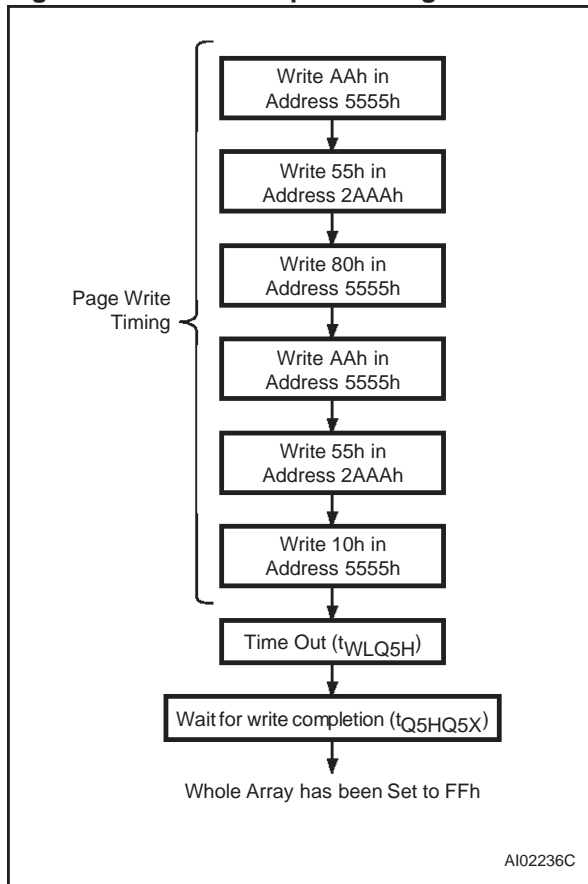 Write AAh in
Address 5555h
Write 55h in
Address 2AAAh
Write 80h in
Address 5555h
Page Write
Timing
Write AAh in
Address 5555h
Write 55h in
Address 2AAAh
Write 10h in
Address 5555h
Time Out (tWLQ5H)
Wait for write completion (tQ5HQ5X)
Whole Array has been Set to FFh
AI02236C